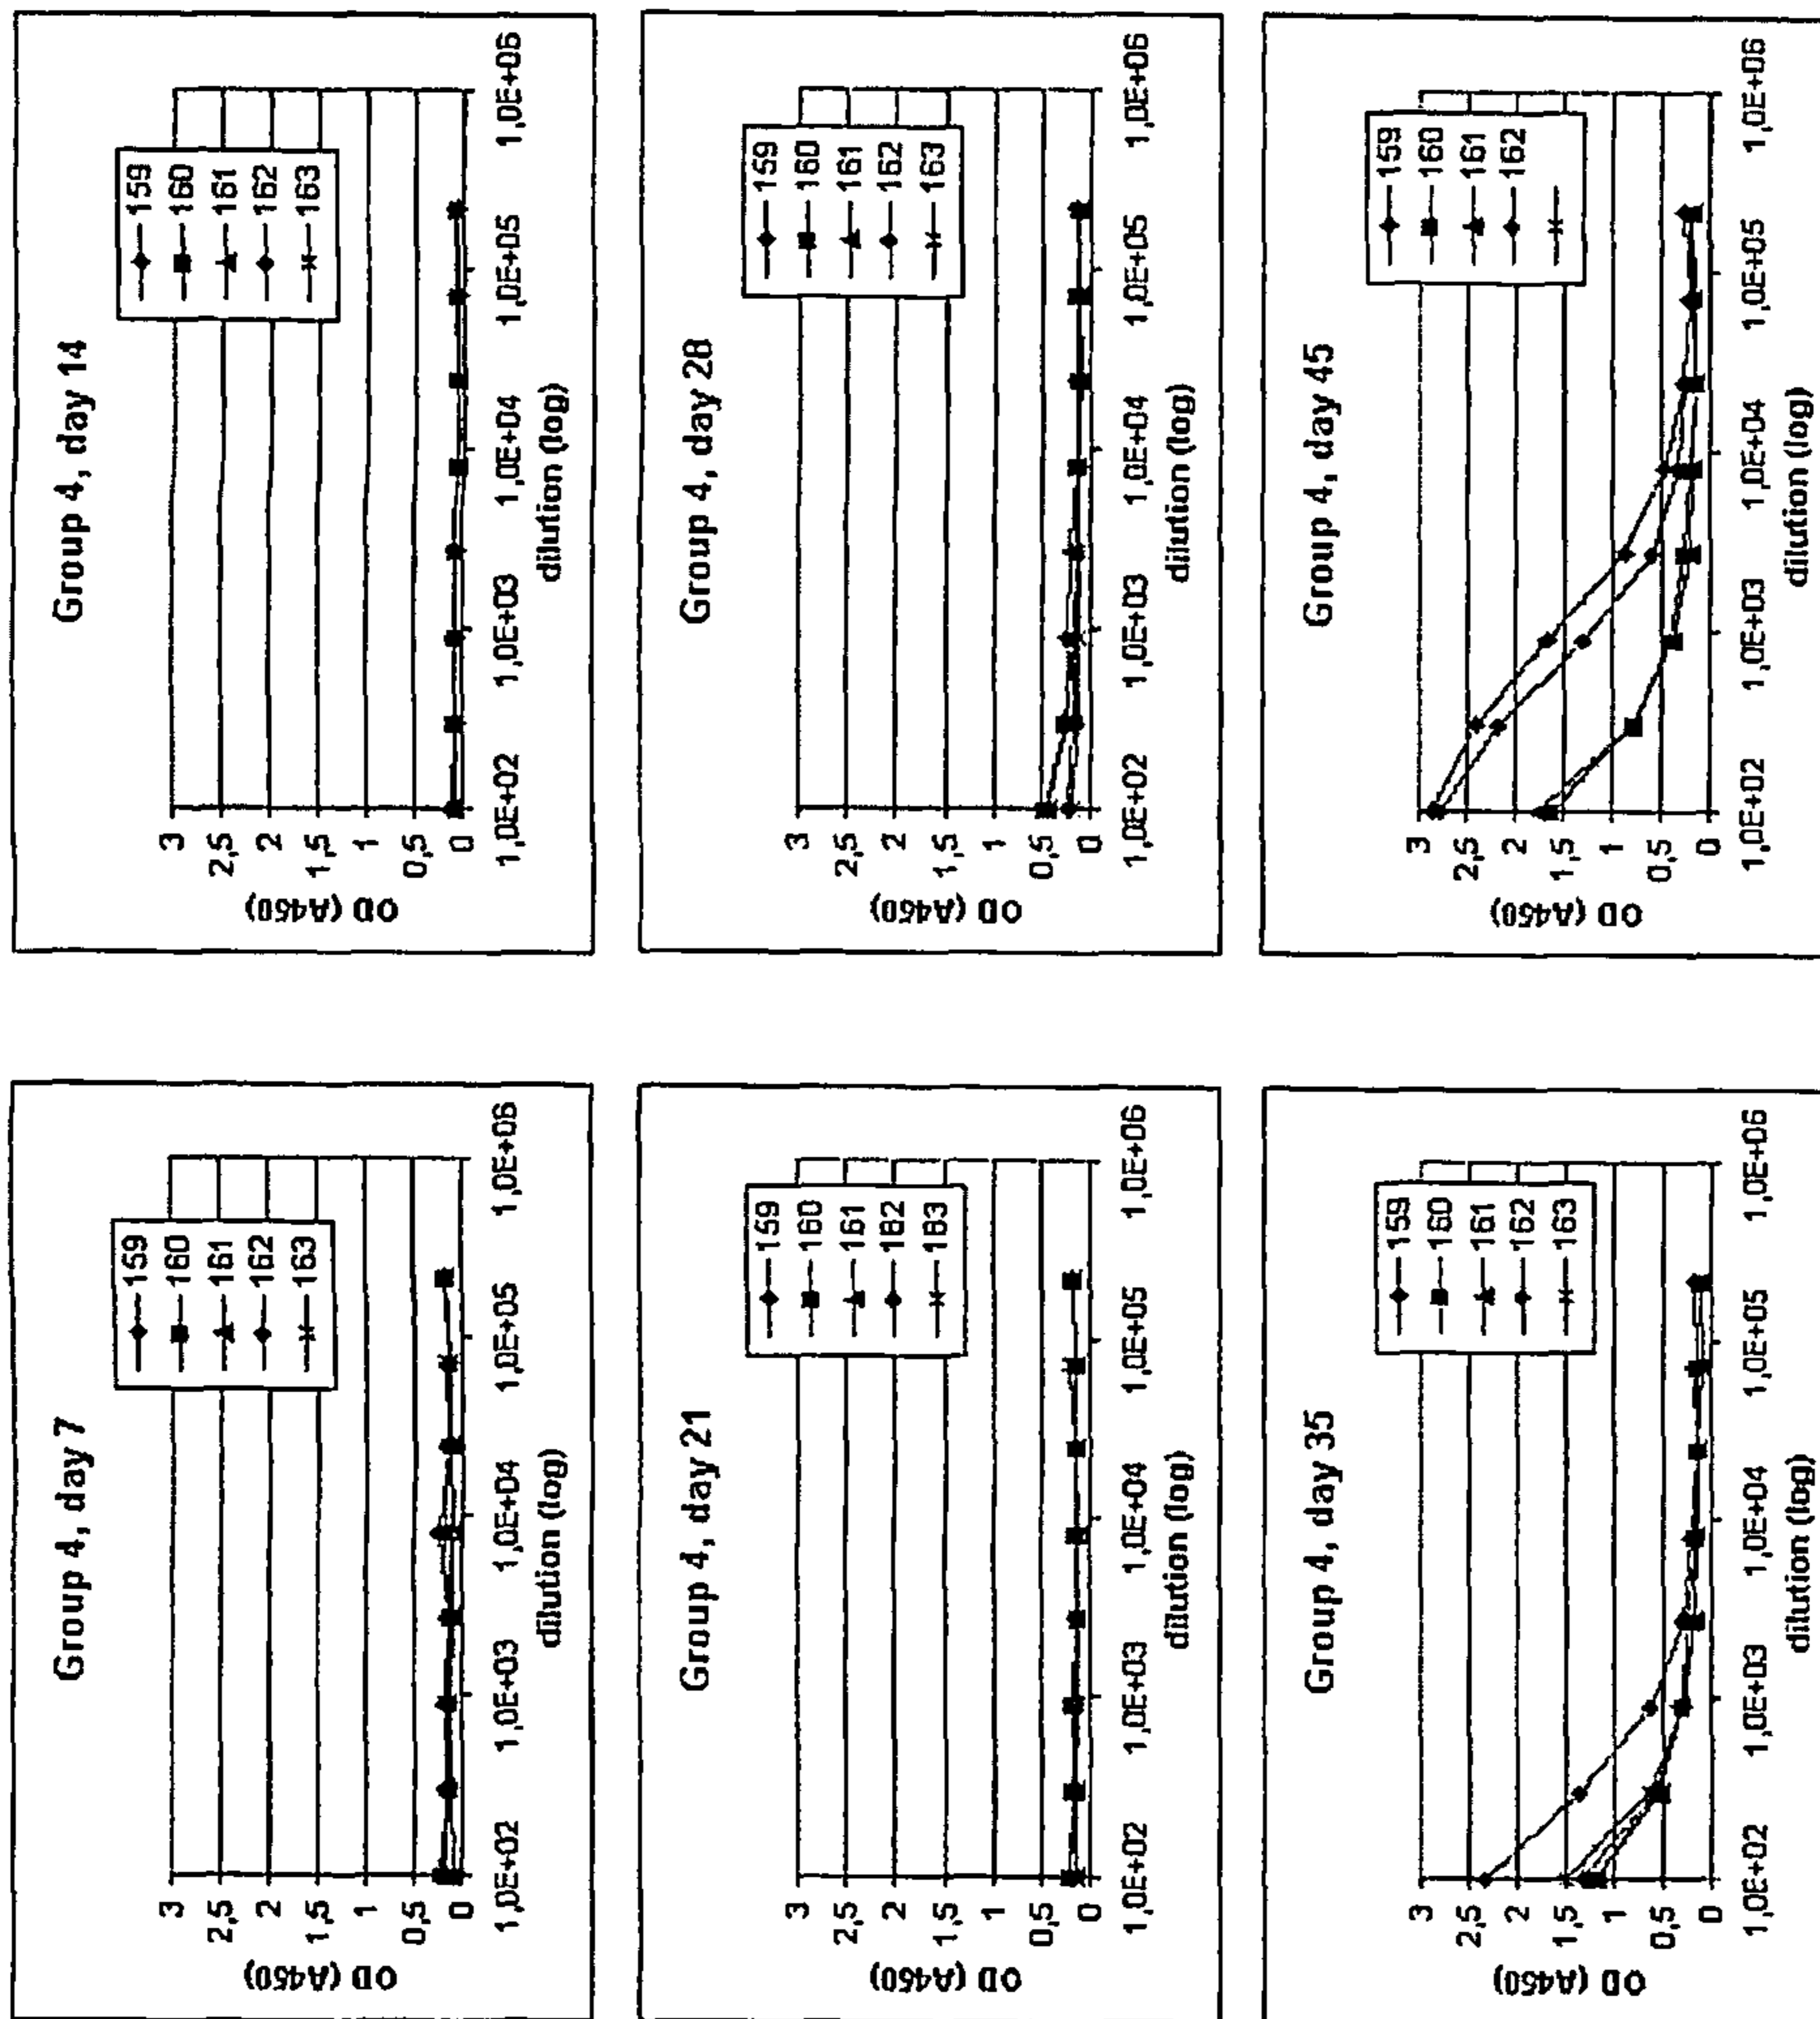 Group 4, day 7
OD (A450)
3
2,5
2
1,5
1
0,5
0
1,0E+02
1,0E+03
1,0E+04
1,0E+05
1,0E+06
dilution (log)
159
160
161
162
163
Group 4, day 14
OD (A450)
3
2,5
2
1,5
1
0,5
0
1,0E+02
1,0E+03
1,0E+04
1,0E+05
1,0E+06
dilution (log)
159
160
161
162
163
Group 4, day 21
OD (A450)
3
2,5
2
1,5
1
0,5
0
1,0E+02
1,0E+03
1,0E+04
1,0E+05
1,0E+06
dilution (log)
159
160
161
182
183
Group 4, day 28
OD (A450)
3
2,5
2
1,5
1
0,5
0
1,0E+02
1,0E+03
1,0E+04
1,0E+05
1,0E+06
dilution (log)
159
160
161
162
163
Group 4, day 35
OD (A450)
3
2,5
2
1,5
1
0,5
0
1,0E+02
1,0E+03
1,0E+04
1,0E+05
1,0E+06
dilution (log)
159
160
161
162
163
Group 4, day 45
OD (A450)
3
2,5
2
1,5
1
0,5
0
1,0E+02
1,0E+03
1,0E+04
1,0E+05
1,0E+06
dilution (log)
159
160
161
162